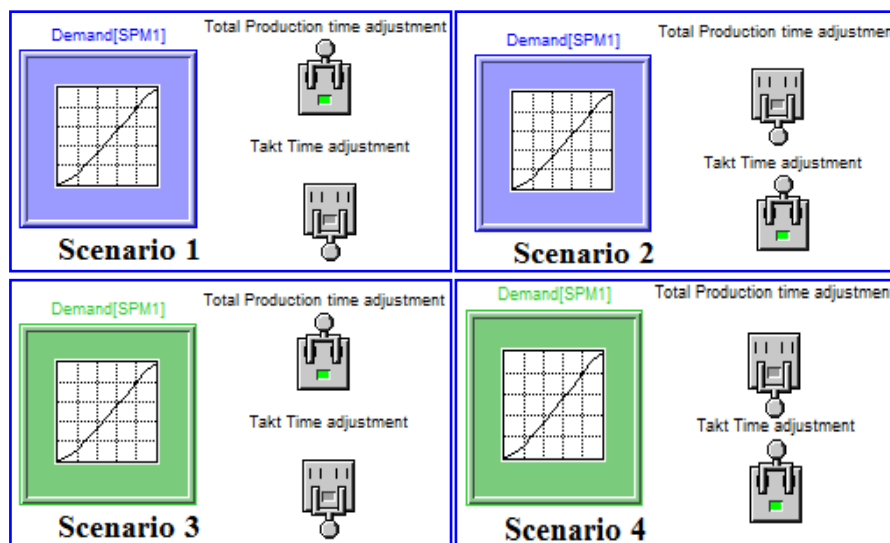 Demand[SPM1]
Total Production time adjustment
Takt Time adjustment
Scenario 1
Demand[SPM1]
Total Production time adjustmen
Takt Time adjustment
Scenario 2
Demand[SPM1]
Total Production time adjustment
Takt Time adjustment
Scenario 3
Demand[SPM1]
Total Production time adjustmen
Takt Time adjustment
Scenario 4